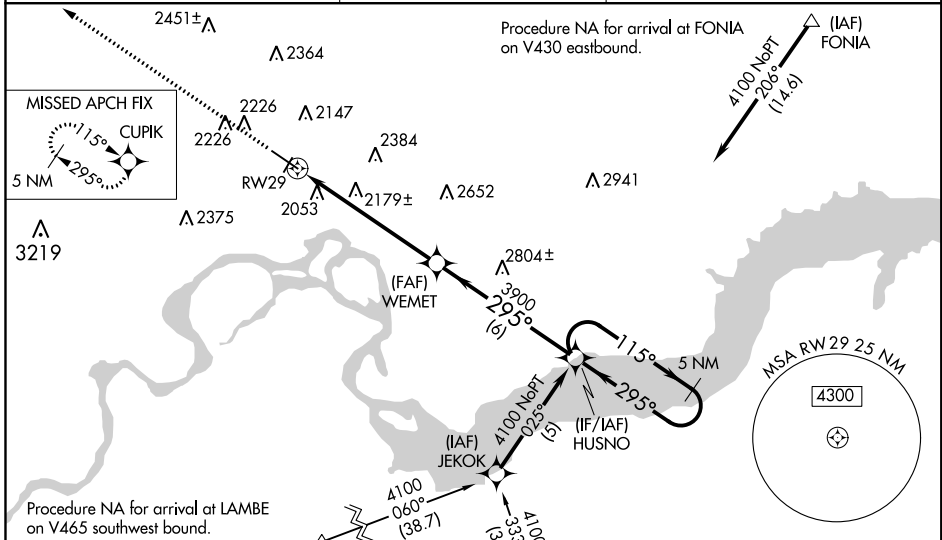 2451±
2364
Procedure NA for arrival at FONIA
on V430 eastbound.
(IAF)
FONIA
4100 NoPT
206°
(14.6)
MISSED APCH FIX
CUPIK
115°
295°
5 NM
2226
2226
2147
2384
RW29
2053
2179±
2652
2941
2375
3219
2804±
(FAF)
WEMET
3900
295°
(6)
115°
5 NM
295°
(IF/IAF)
HUSNO
4100 NoPT
025°
(5)
(IAF)
JEKOK
MSA RW 29 25 NM
4300
4100
060°
(38.7)
4100
Procedure NA for arrival at LAMBE
on V465 southwest bound.